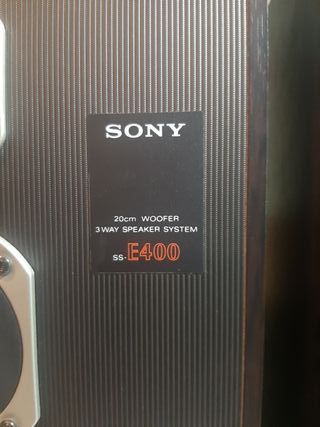 SONY
20cm WOOFER
3 WAY SPEAKER SYSTEM
SS-E400